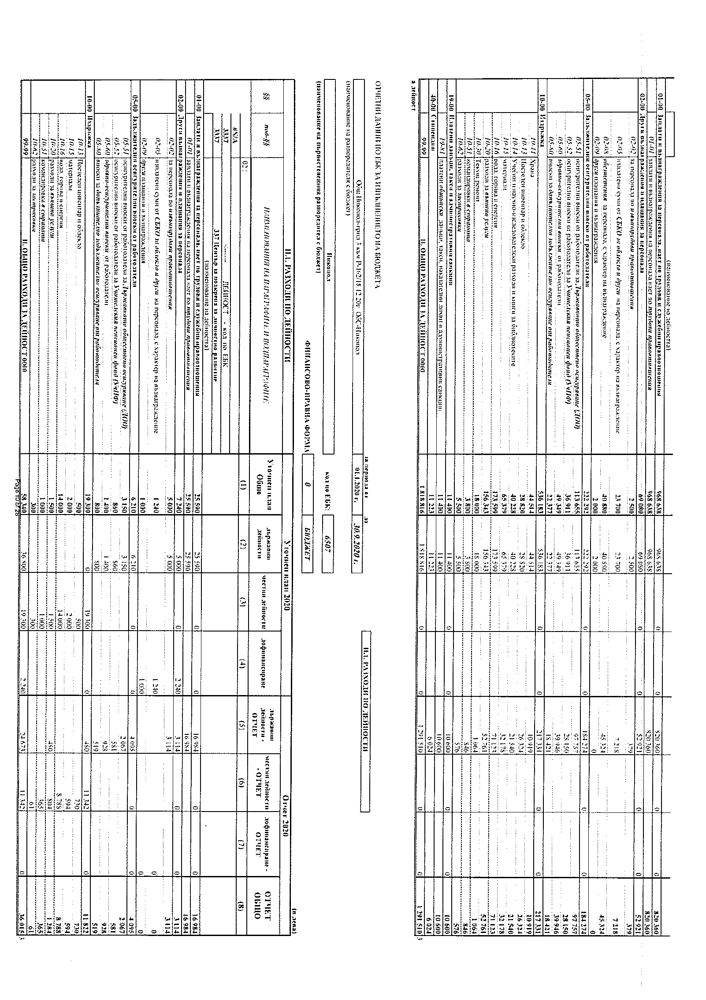 (наименование на дейността)
01-00 Заплати и възнаграждения за персонала, нает по трудови и служебни правоотношения 968 638 968 638 0 0 820 360 0 0 820 360
01-01 заплати и възнаграждения на персонала нает по трудови правоотношения 968 638 968 638 820 360 820 360
02-00 Други възнаграждения и плащания за персонала 69 080 69 080 0 0 52 921 0 0 52 921
02-02 за персонала по извънтрудови правоотношения 2 500 2 500 379 379
02-05 изплатени суми от СБКО за облекло и други на персонала, с характер на възнаграждение 23 700 23 700 7 218 7 218
02-08 обезщетения за персонала, с характер на възнаграждение 40 880 40 880 45 324 45 324
02-09 други плащания и възнаграждения 2 000 2 000 0 0
05-00 Задължителни осигурителни вноски от работодатели 222 292 222 292 0 0 184 274 0 0 184 274
05-51 осигурителни вноски от работодатели за Държавното обществено осигуряване (ДОО) 113 655 113 655 97 757 97 757
05-52 осигурителни вноски от работодатели за Учителския пенсионен фонд (УчПФ) 36 911 36 911 28 150 28 150
05-60 здравно-осигурителни вноски от работодатели 49 349 49 349 39 946 39 946
05-80 вноски за допълнително задължително осигуряване от работодатели 22 377 22 377 18 421 18 421
10-00 Издръжка 536 183 536 183 0 0 217 331 0 0 217 331
10-11 Храна 44 514 44 514 10 919 10 919
10-13 Постелен инвентар и облекло 28 820 28 820 26 324 26 324
10-14 Учебни и научно-изследователски разходи и книги за библиотеките 40 228 40 228 21 540 21 540
10-15 материали 65 379 65 379 32 178 32 178
10-16 вода, горива и енергия 173 599 173 599 71 123 71 123
10-20 разходи за външни услуги 156 343 156 343 52 761 52 761
10-30 Текущ ремонт 18 000 18 000 1 064 1 064
10-51 командировки в страната 3 800 3 800 846 846
10-62 разходи за застраховки 5 500 5 500 576 576
19-00 Платени данъци, такси и административни санкции 11 400 11 400 0 0 10 600 0 0 10 600
19-81 платени общински данъци, такси, наказателни лихви и административни санкции 11 400 11 400 10 600 10 600
40-00 Стипендии 11 223 11 223 6 024 6 024
99-99 II. ОБЩО РАЗХОДИ ЗА ДЕЙНОСТ 0000 1 818 816 1 818 816 0 0 1 291 510 0 0 1 291 510
а дейност
ОТЧЕТНИ ДАННИ ПО ЕБК ЗА ИЗПЪЛНЕНИЕТО НА БЮДЖЕТА
за периода от до
II.1. РАЗХОДИ ПО ДЕЙНОСТИ
Общ.Никопол-прил.3 към Р-162/18.12.20г. ОбС-Никопол 01.1.2020 г. 30.9.2020 г.
(наименование на разпоредителя с бюджет)
Никопол код по ЕБК: 6507
(наименование на първостепенния разпоредител с бюджет)
ФИНАНСОВО-ПРАВНА ФОРМА 0 БЮДЖЕТ
(в лева)
II.1. РАЗХОДИ ПО ДЕЙНОСТИ Уточнен план 2020 Отчет 2020
§§ под-§§ НАИМЕНОВАНИЯ НА ПАРАГРАФИТЕ И ПОДПАРАГРАФИТЕ Уточнен план Общо държавни дейности местни дейности дофинансиране държавни дейности - ОТЧЕТ местни дейности - ОТЧЕТ дофинансиране - ОТЧЕТ ОТЧЕТ ОБЩО
(1) (2) (3) (4) (5) (6) (7) (8)
#N/A
3337 <------ ДЕЙНОСТ - код по ЕБК
3337 337 Център за подкрепа за личностно развитие
(наименование на дейността)
01-00 Заплати и възнаграждения за персонала, нает по трудови и служебни правоотношения 25 590 25 590 0 0 16 984 0 0 16 984
01-01 заплати и възнаграждения на персонала нает по трудови правоотношения 25 590 25 590 16 984 16 984
02-00 Други възнаграждения и плащания за персонала 7 240 5 000 0 2 240 3 114 0 0 3 114
02-02 за персонала по извънтрудови правоотношения 5 000 5 000 3 114 3 114
02-05 изплатени суми от СБКО за облекло и други на персонала, с характер на възнаграждение 1 240 1 240 0 0
02-09 други плащания и възнаграждения 1 000 1 000 0 0
05-00 Задължителни осигурителни вноски от работодатели 6 210 6 210 0 0 4 095 0 0 4 095
05-51 осигурителни вноски от работодатели за Държавното обществено осигуряване (ДОО) 3 150 3 150 2 067 2 067
05-52 осигурителни вноски от работодатели за Учителския пенсионен фонд (УчПФ) 860 860 581 581
05-60 здравно-осигурителни вноски от работодатели 1 400 1 400 928 928
05-80 вноски за допълнително задължително осигуряване от работодатели 800 800 519 519
10-00 Издръжка 19 300 0 19 300 0 480 11 342 0 11 822
10-13 Постелен инвентар и облекло 500 500 730 730
10-15 материали 2 000 2 000 594 594
10-16 вода, горива и енергия 14 000 14 000 8 788 8 788
10-20 разходи за външни услуги 1 500 1 500 480 804 1 284
10-51 командировки в страната 1 000 1 000 365 365
10-62 разходи за застраховки 300 300 61 61
99-99 II. ОБЩО РАЗХОДИ ЗА ДЕЙНОСТ 0000 58 340 36 800 19 300 2 240 24 673 11 342 0 36 015
Page 10 of 28